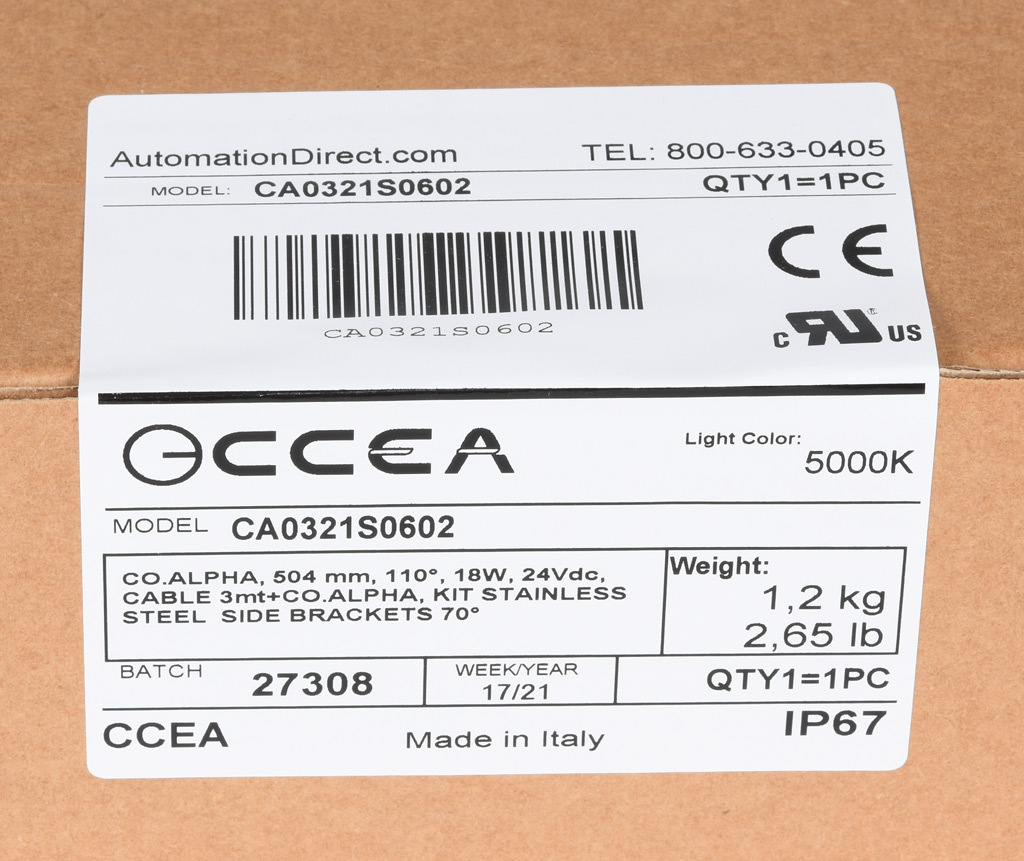 AutomationDirect.com TEL: 800-633-0405
MODEL: CA0321S0602 QTY1=1PC
CE
CA0321S0602
c RU® US
CCEA
Light Color:
5000K
MODEL CA0321S0602
CO.ALPHA, 504 mm, 110°, 18W, 24Vdc,
CABLE 3mt+CO.ALPHA, KIT STAINLESS
STEEL SIDE BRACKETS 70°
Weight:
1,2 kg
2,65 lb
BATCH 27308
WEEK/YEAR
17/21
QTY1=1PC
CCEA Made in Italy IP67